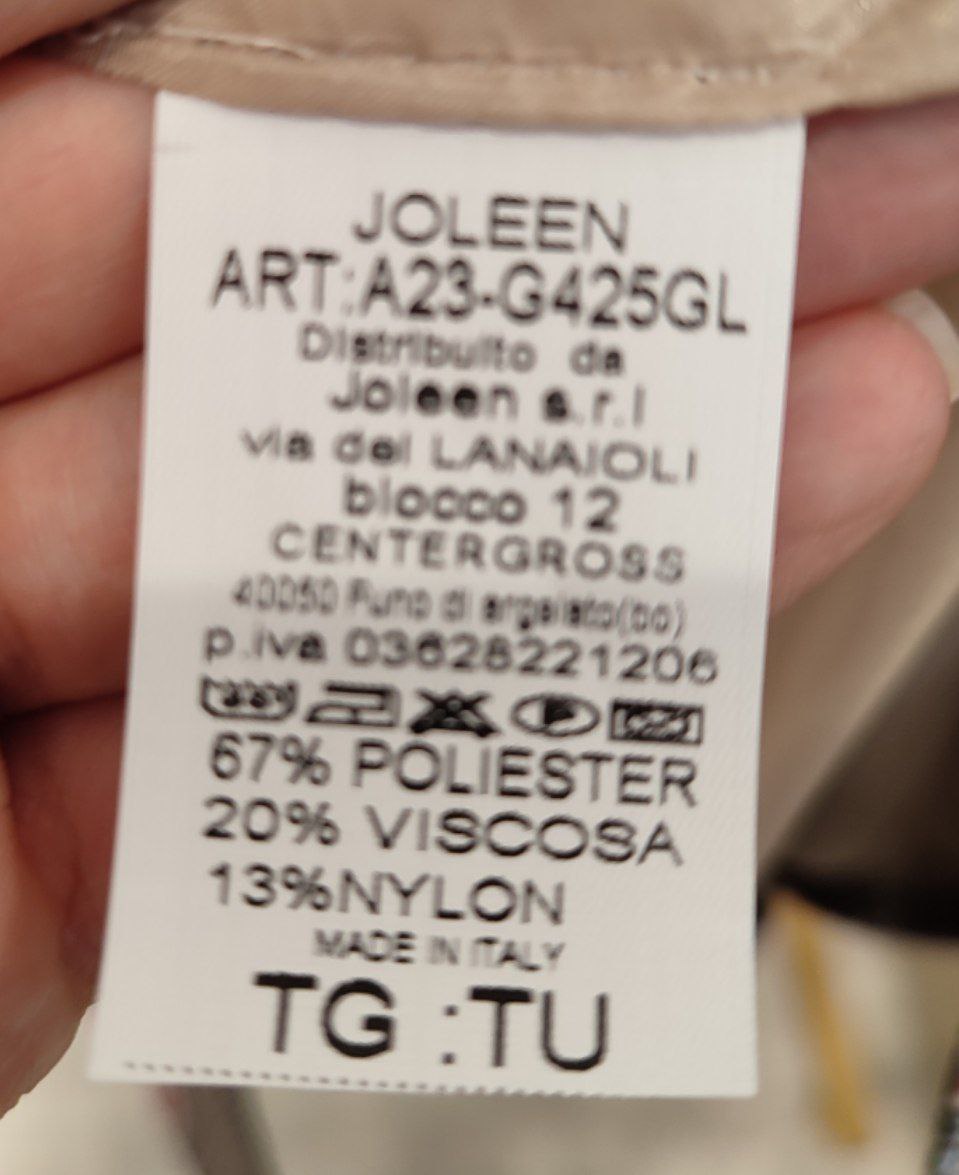 JOLEEN
ART:A23-G425GL
Distribuito da
Joleen s.r.l
via dei LANAIOLI
blocco 12
CENTERGROSS
40050 Funo di argelato(bo)
p.iva 03628221206
67% POLIESTER
20% VISCOSA
13%NYLON
MADE IN ITALY
TG :TU